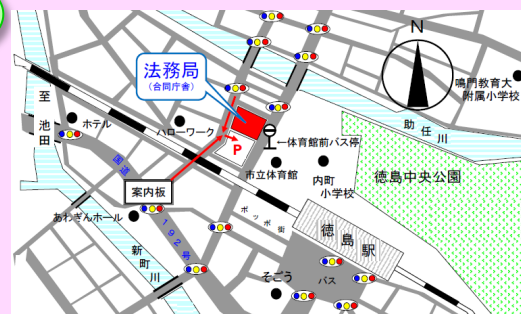 N
法務局
（合同庁舎）
鳴門教育大
附属小学校
至
池
田
ホテル
ハローワーク
P
←体育館前バス停
助任川
市立体育館
内町
小学校
徳島中央公園
国道
192号
案内板
あわぎんホール
新
町
川
ポッポ街
徳島駅
そごう
バス